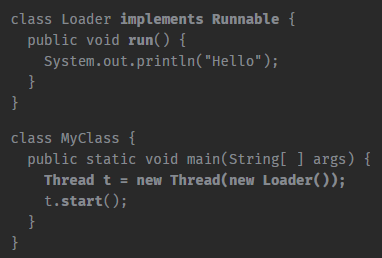 class Loader implements Runnable {
  public void run() {
    System.out.println("Hello");
  }
}
class MyClass {
  public static void main(String[ ] args) {
    Thread t = new Thread(new Loader());
    t.start();
  }
}